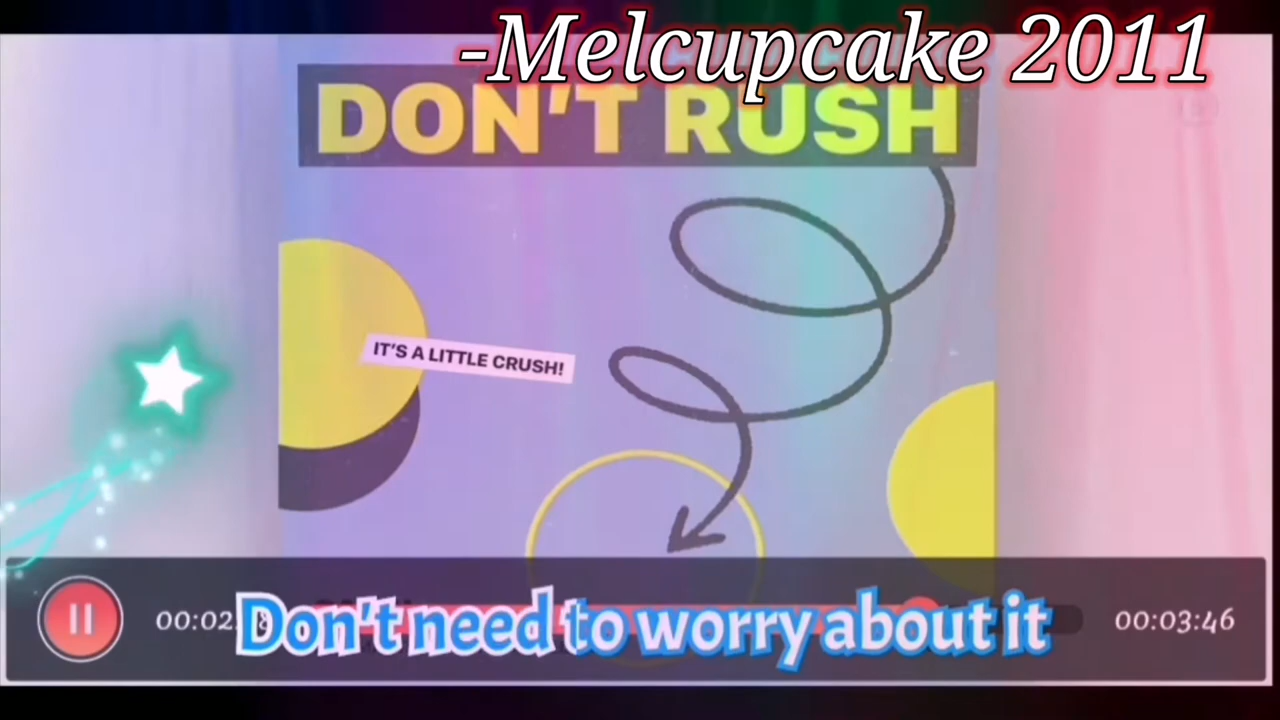 -Melcupcake 2011
DON'T RUSH
IT'S A LITTLE CRUSH!
Don't need to worry about it
00:03:46